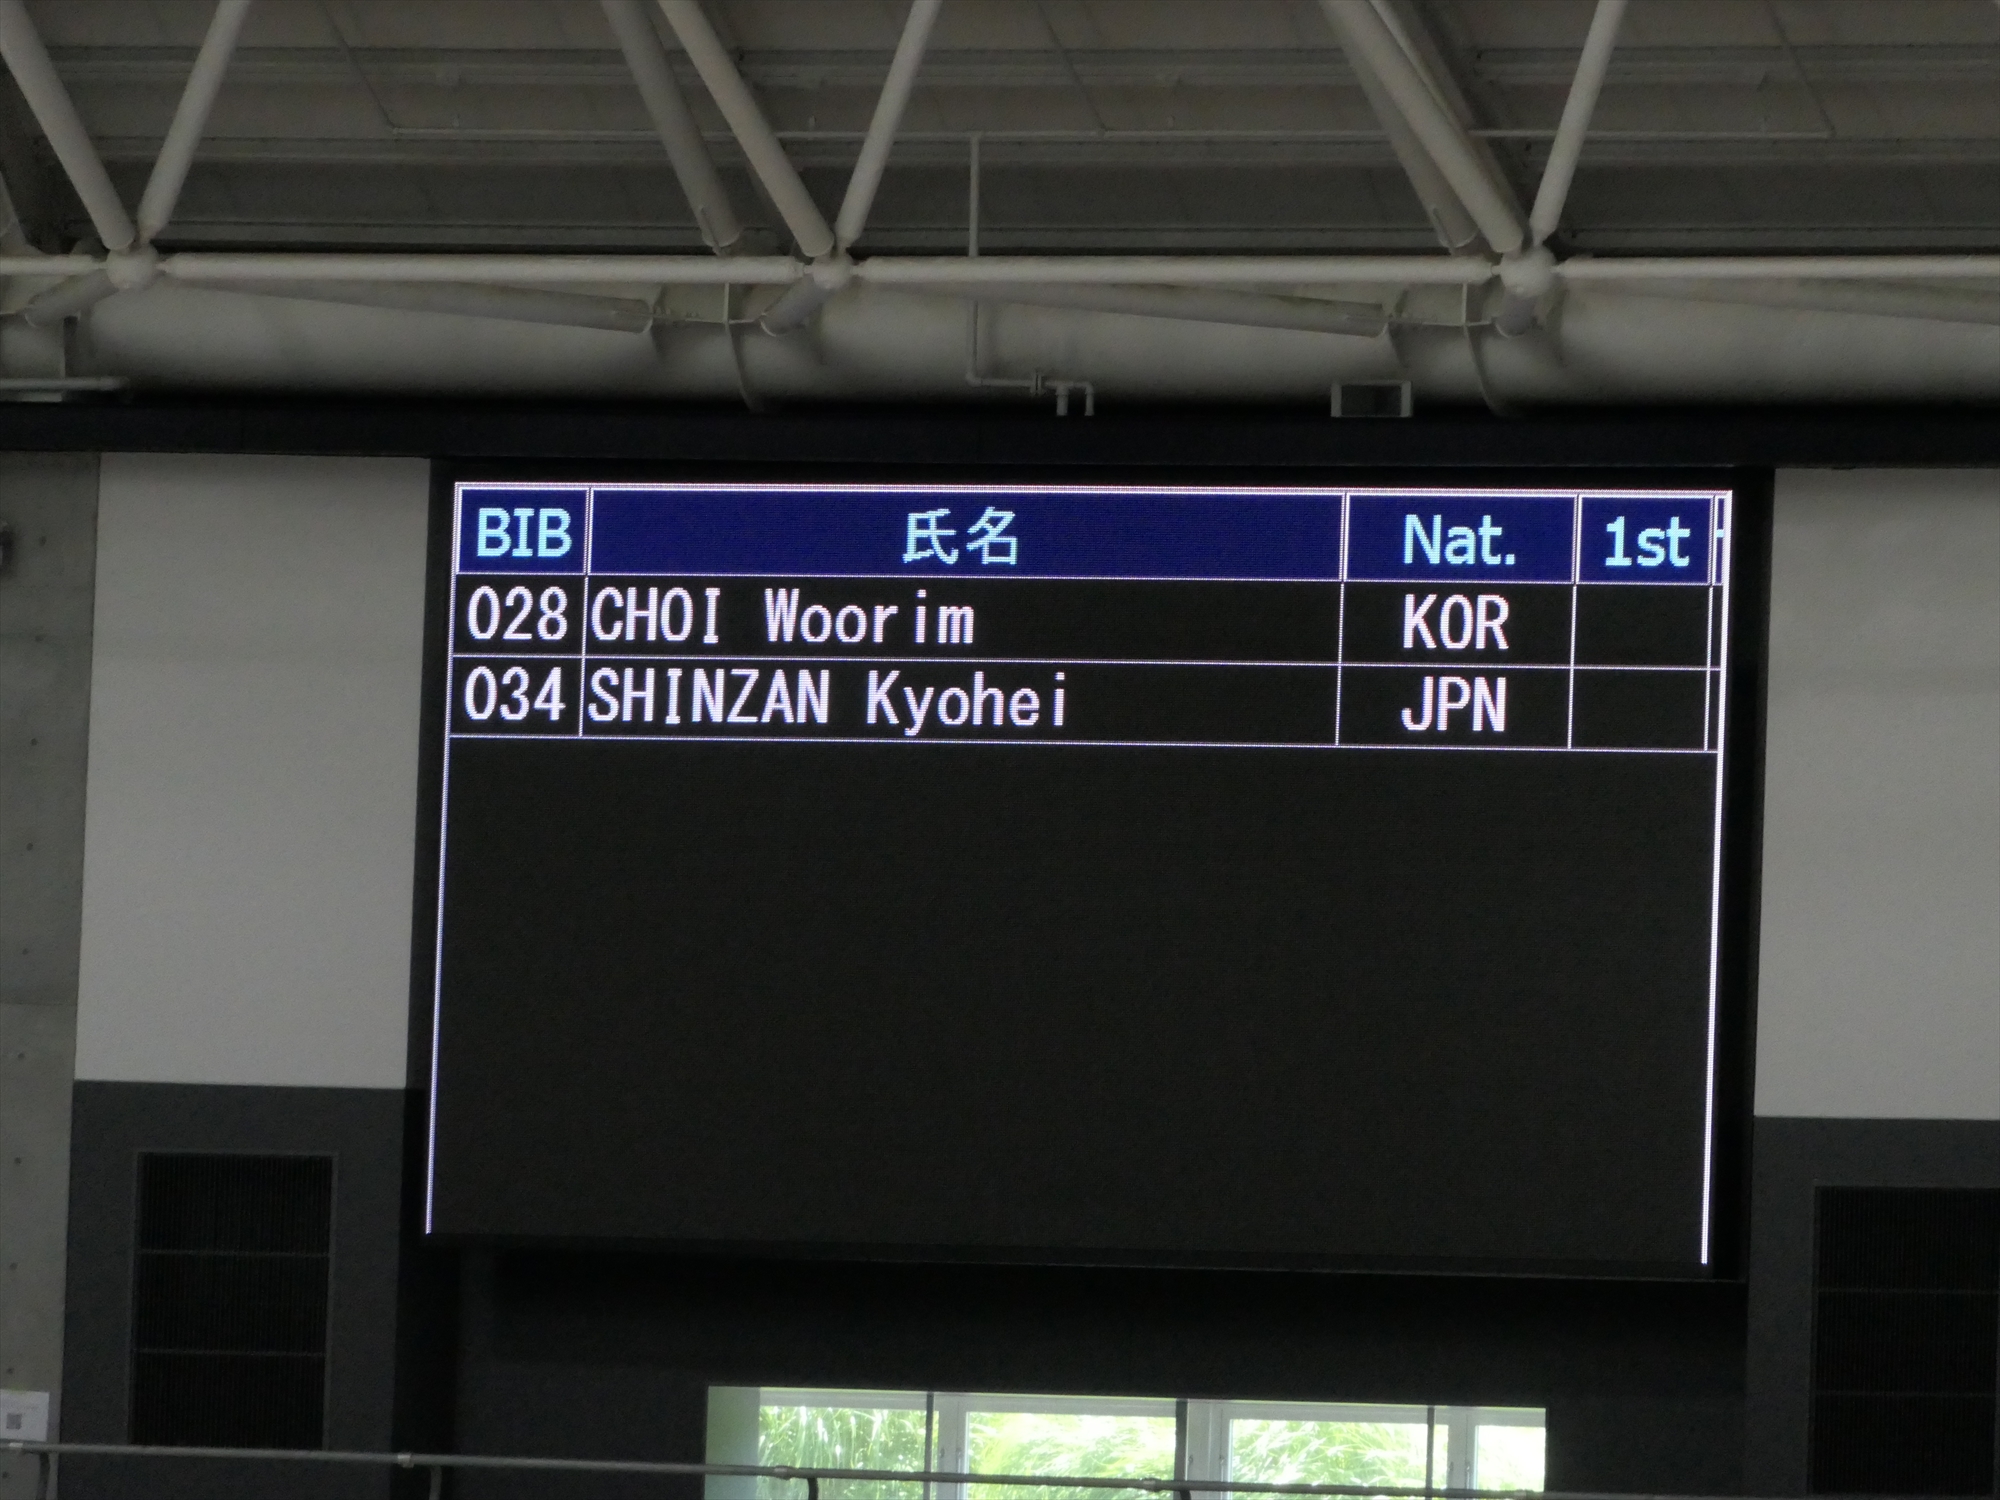 BIB 氏名 Nat. 1st
028 CHOI Woorim KOR
034 SHINZAN Kyohei JPN